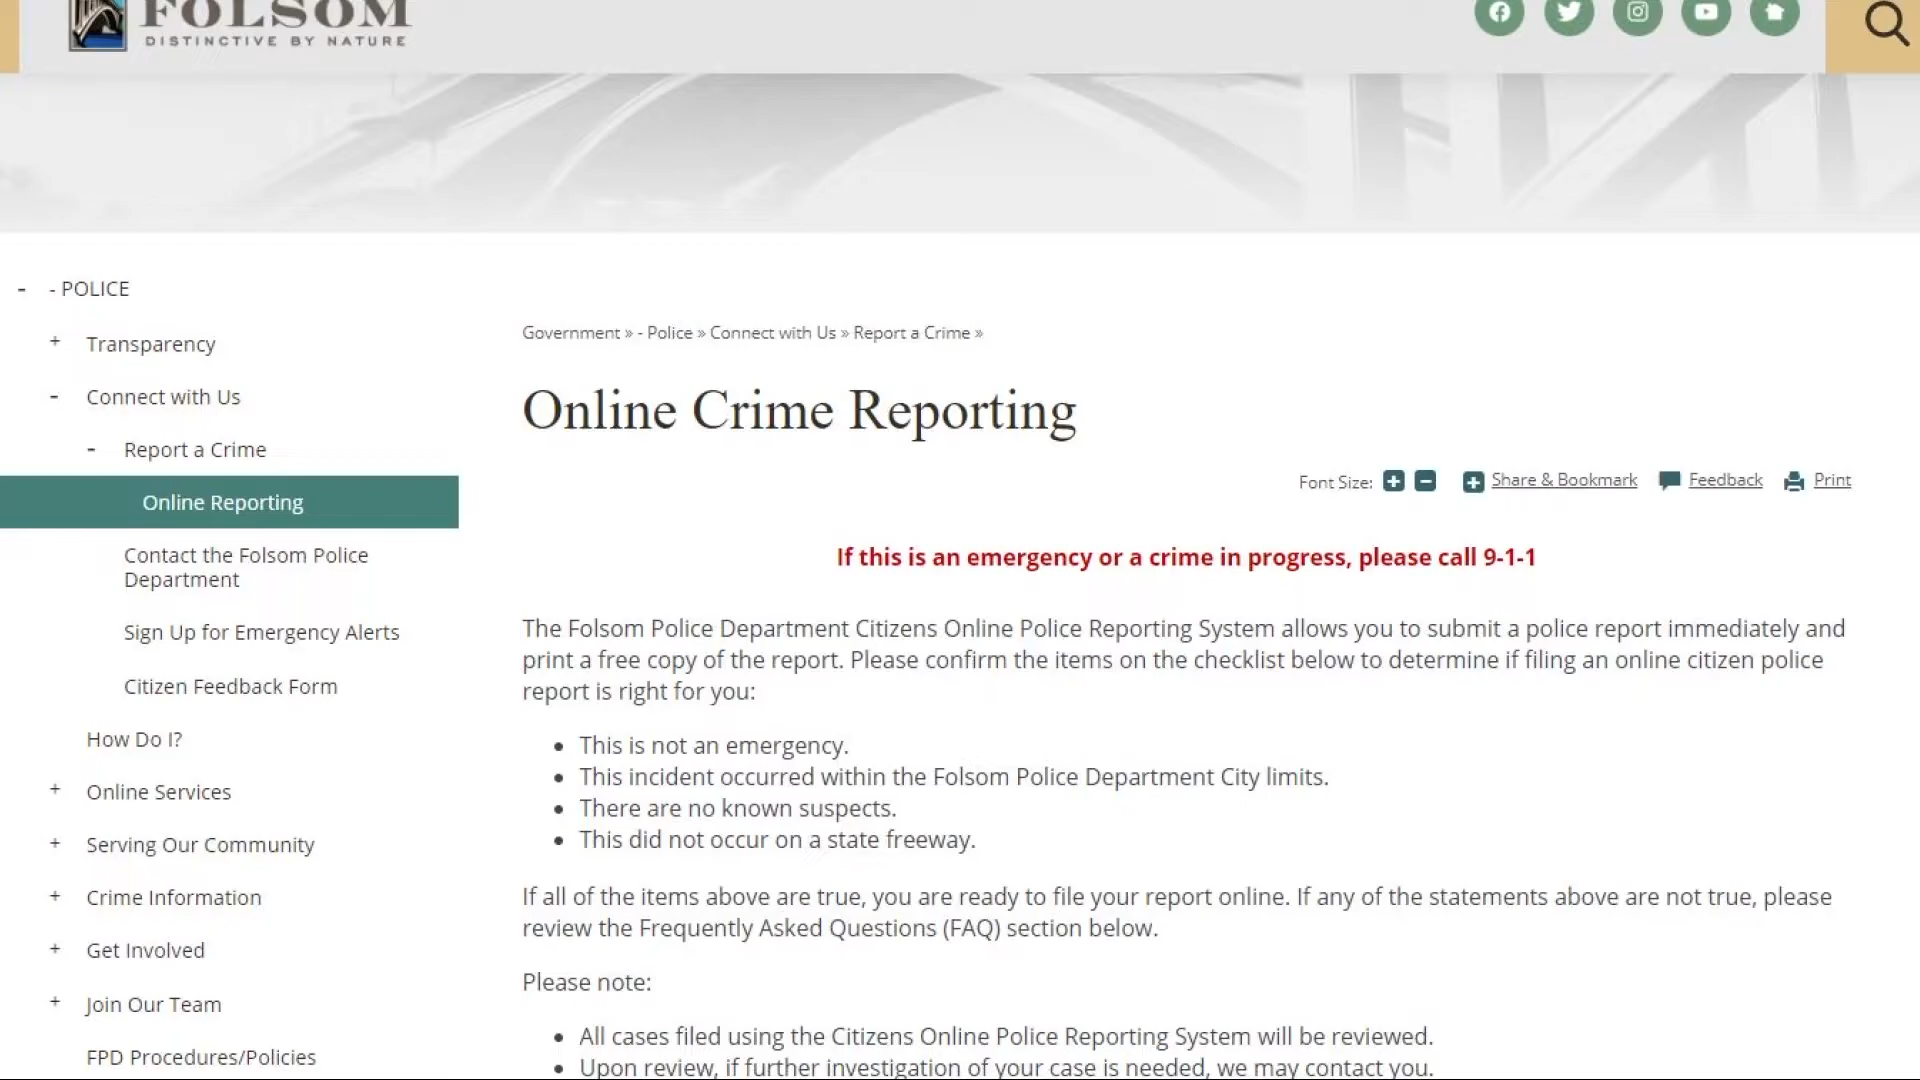 FOLSOM
DISTINCTIVE BY NATURE
- - POLICE
+ Transparency
- Connect with Us
- Report a Crime
Online Reporting
Contact the Folsom Police
Department
Sign Up for Emergency Alerts
Citizen Feedback Form
How Do I?
+ Online Services
+ Serving Our Community
+ Crime Information
+ Get Involved
+ Join Our Team
FPD Procedures/Policies
Government » - Police » Connect with Us » Report a Crime »
Online Crime Reporting
Font Size: + - + Share & Bookmark Feedback Print
If this is an emergency or a crime in progress, please call 9-1-1
The Folsom Police Department Citizens Online Police Reporting System allows you to submit a police report immediately and
print a free copy of the report. Please confirm the items on the checklist below to determine if filing an online citizen police
report is right for you:
• This is not an emergency.
• This incident occurred within the Folsom Police Department City limits.
• There are no known suspects.
• This did not occur on a state freeway.
If all of the items above are true, you are ready to file your report online. If any of the statements above are not true, please
review the Frequently Asked Questions (FAQ) section below.
Please note:
• All cases filed using the Citizens Online Police Reporting System will be reviewed.
• Upon review, if further investigation of your case is needed, we may contact you.